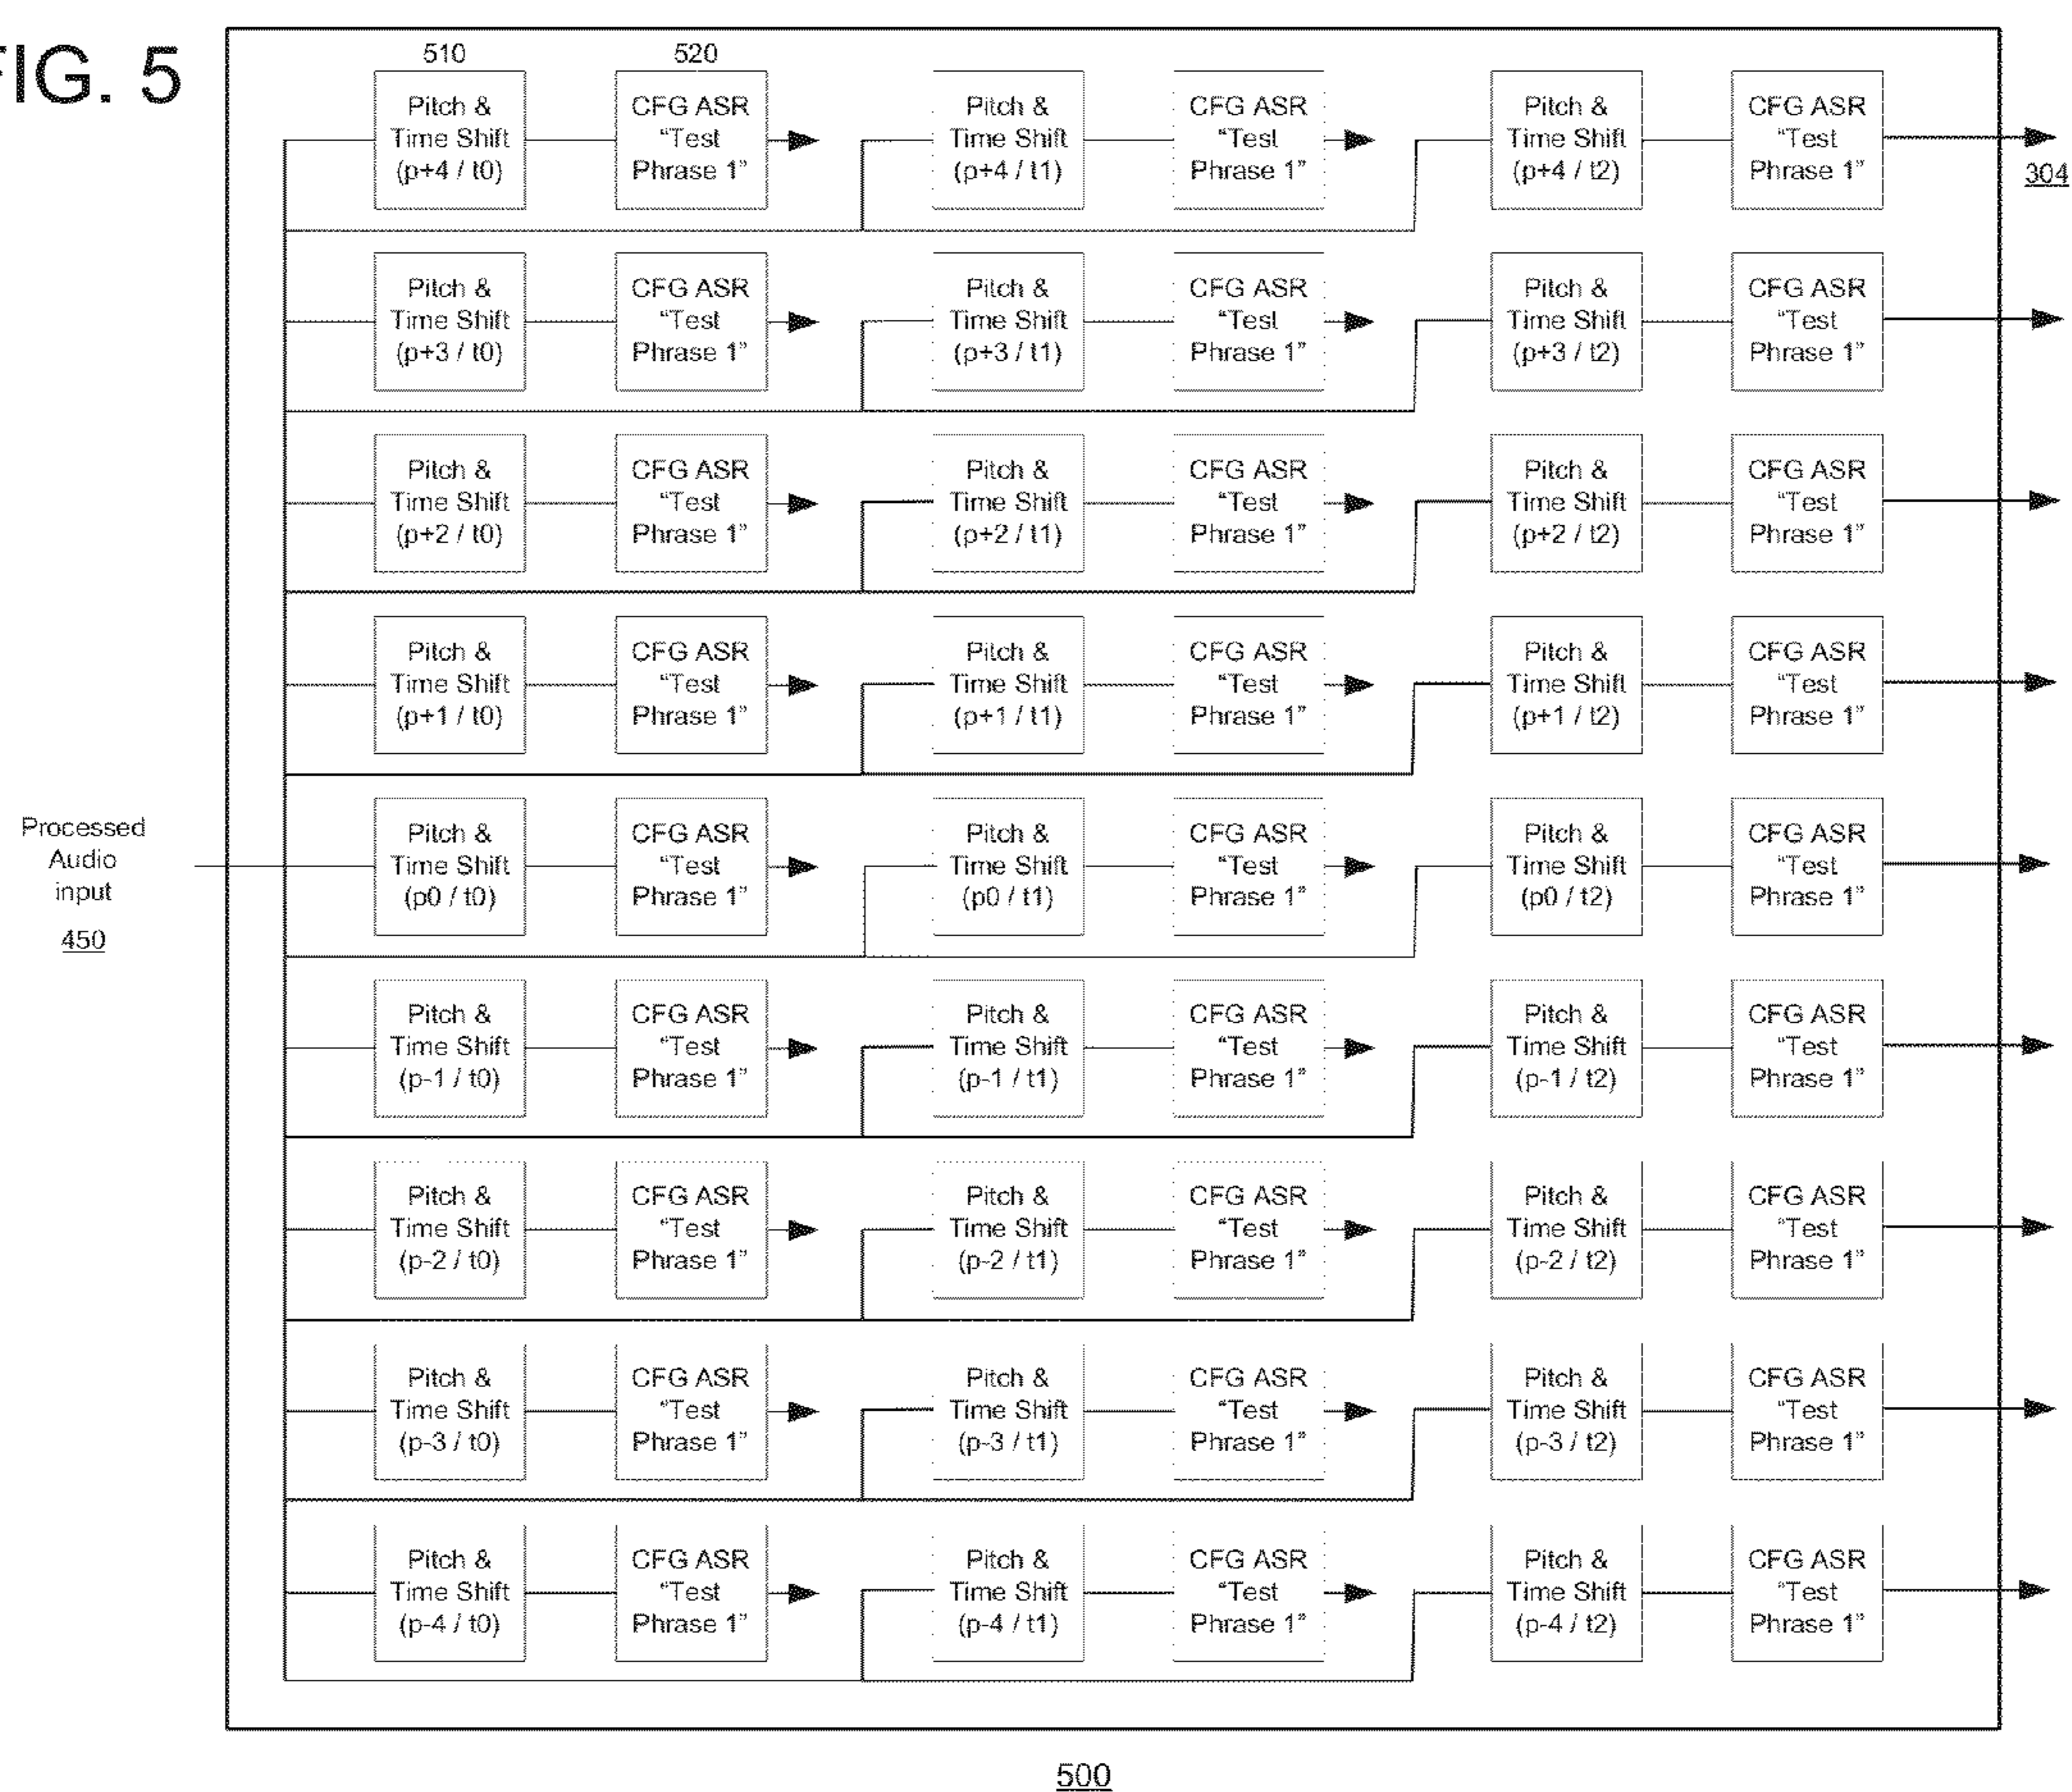 FIG. 5
510 520
Pitch & CFG ASR Pitch & CFG ASR Pitch & CFG ASR
Time Shift "Test Time Shift "Test Time Shift "Test
(p+4 / t0) Phrase 1" (p+4 / t1) Phrase 1" (p+4 / t2) Phrase 1"
304
Pitch & CFG ASR Pitch & CFG ASR Pitch & CFG ASR
Time Shift "Test Time Shift "Test Time Shift "Test
(p+3 / t0) Phrase 1" (p+3 / t1) Phrase 1" (p+3 / t2) Phrase 1"
Pitch & CFG ASR Pitch & CFG ASR Pitch & CFG ASR
Time Shift "Test Time Shift "Test Time Shift "Test
(p+2 / t0) Phrase 1" (p+2 / t1) Phrase 1" (p+2 / t2) Phrase 1"
Pitch & CFG ASR Pitch & CFG ASR Pitch & CFG ASR
Time Shift "Test Time Shift "Test Time Shift "Test
(p+1 / t0) Phrase 1" (p+1 / t1) Phrase 1" (p+1 / t2) Phrase 1"
Processed
Audio
input
450
Pitch & CFG ASR Pitch & CFG ASR Pitch & CFG ASR
Time Shift "Test Time Shift "Test Time Shift "Test
(p0 / t0) Phrase 1" (p0 / t1) Phrase 1" (p0 / t2) Phrase 1"
Pitch & CFG ASR Pitch & CFG ASR Pitch & CFG ASR
Time Shift "Test Time Shift "Test Time Shift "Test
(p-1 / t0) Phrase 1" (p-1 / t1) Phrase 1" (p-1 / t2) Phrase 1"
Pitch & CFG ASR Pitch & CFG ASR Pitch & CFG ASR
Time Shift "Test Time Shift "Test Time Shift "Test
(p-2 / t0) Phrase 1" (p-2 / t1) Phrase 1" (p-2 / t2) Phrase 1"
Pitch & CFG ASR Pitch & CFG ASR Pitch & CFG ASR
Time Shift "Test Time Shift "Test Time Shift "Test
(p-3 / t0) Phrase 1" (p-3 / t1) Phrase 1" (p-3 / t2) Phrase 1"
Pitch & CFG ASR Pitch & CFG ASR Pitch & CFG ASR
Time Shift "Test Time Shift "Test Time Shift "Test
(p-4 / t0) Phrase 1" (p-4 / t1) Phrase 1" (p-4 / t2) Phrase 1"
500